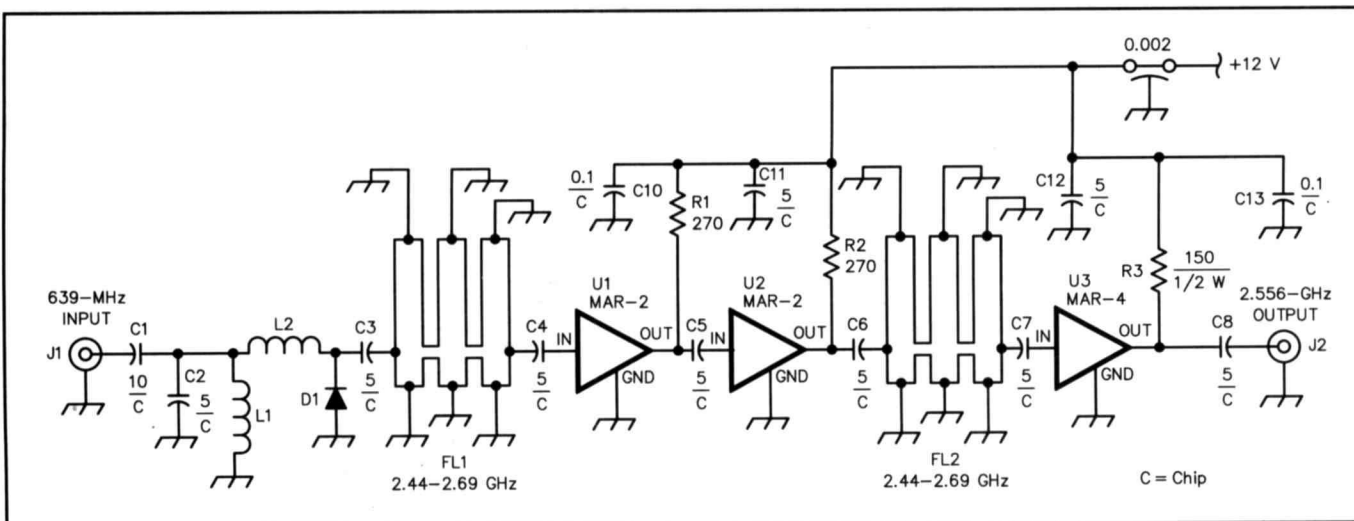 0.002
+12 V
0.1
C
C10
R1
270
C11
5
C
R2
270
C12
5
C
C13
0.1
C
R3
150
1/2 W
639-MHz
INPUT
J1
C1
10
C
C2
5
C
L1
L2
D1
C3
5
C
FL1
2.44-2.69 GHz
C4
5
C
IN
U1
MAR-2
OUT
GND
C5
5
C
IN
U2
MAR-2
OUT
GND
C6
5
C
FL2
2.44-2.69 GHz
C7
5
C
IN
U3
MAR-4
OUT
GND
C8
5
C
2.556-GHz
OUTPUT
J2
C = Chip